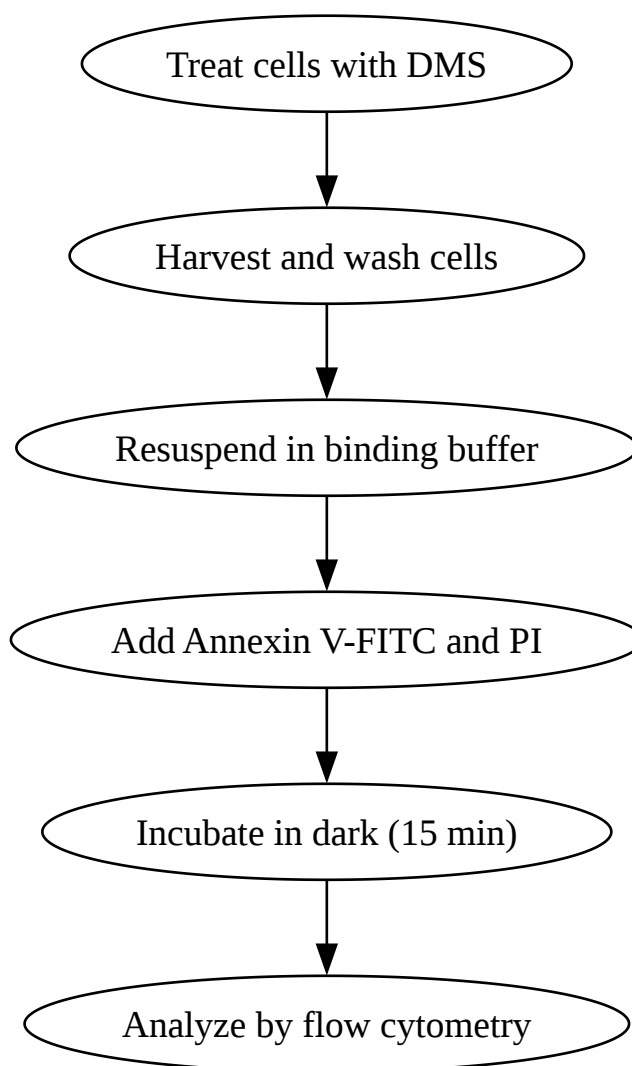 Treat cells with DMS
Harvest and wash cells
Resuspend in binding buffer
Add Annexin V-FITC and PI
Incubate in dark (15 min)
Analyze by flow cytometry